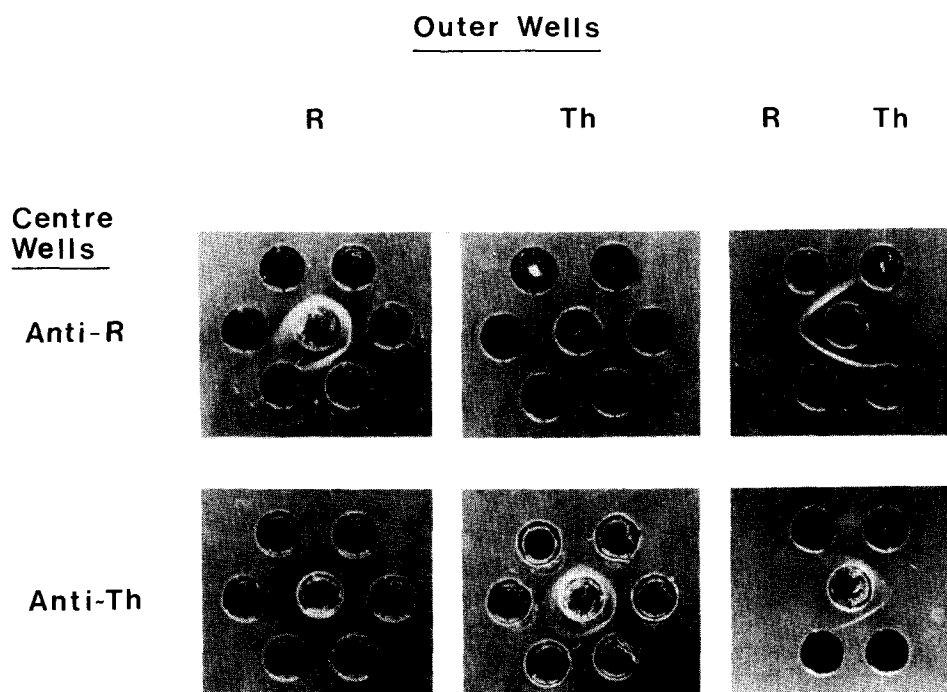 Outer Wells
R Th R Th
Centre
Wells
Anti-R
Anti-Th